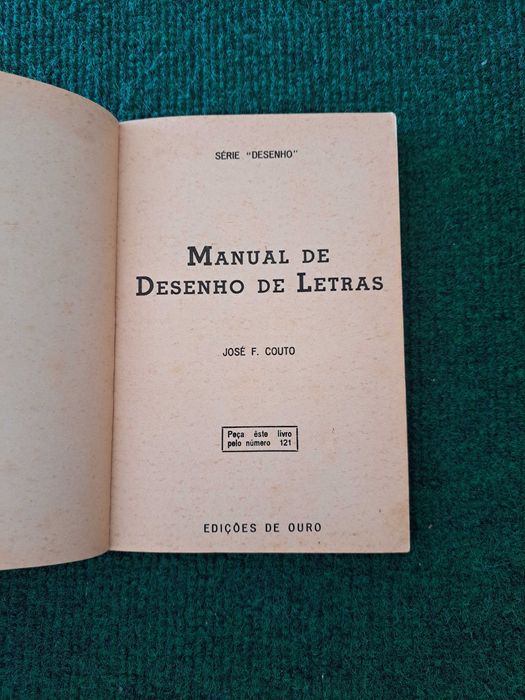 SÉRIE "DESENHO"
MANUAL DE
DESENHO DE LETRAS
JOSÉ F. COUTO
Peça êste livro
pelo número 121
EDIÇÕES DE OURO